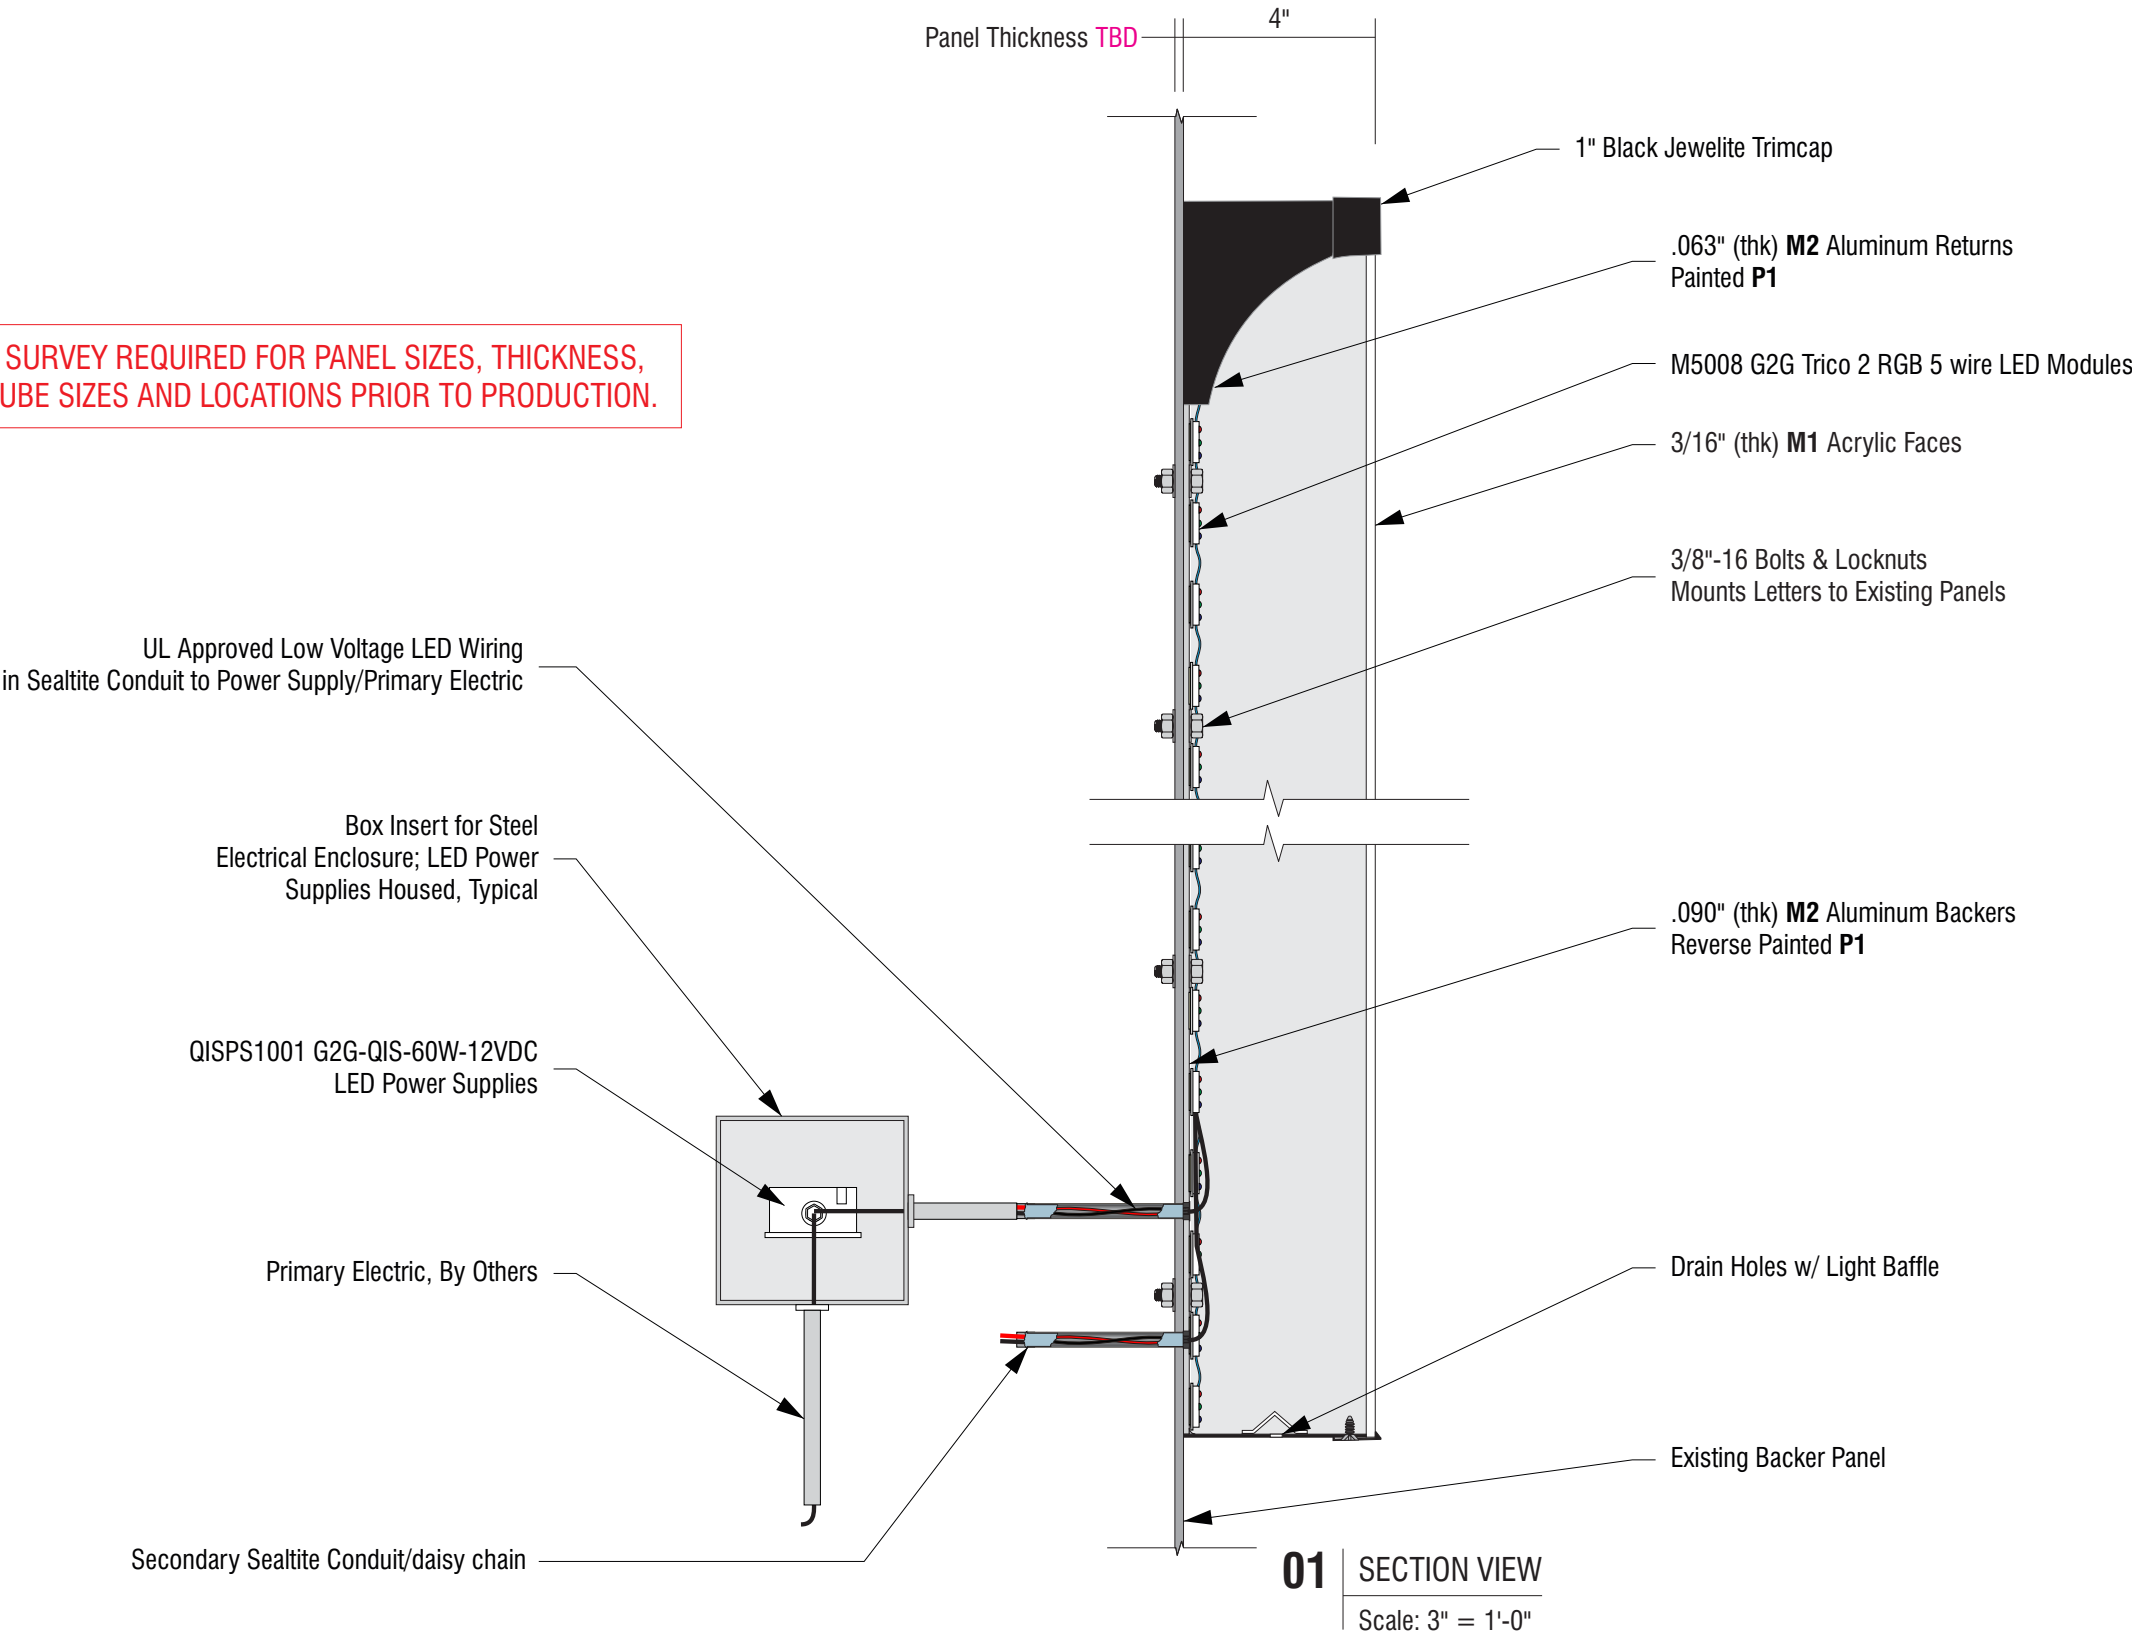 Panel Thickness TBD
4"
1" Black Jewelite Trimcap
.063" (thk) M2 Aluminum Returns
Painted P1
SURVEY REQUIRED FOR PANEL SIZES, THICKNESS,
UBE SIZES AND LOCATIONS PRIOR TO PRODUCTION.
M5008 G2G Trico 2 RGB 5 wire LED Modules
3/16" (thk) M1 Acrylic Faces
3/8"-16 Bolts & Locknuts
Mounts Letters to Existing Panels
UL Approved Low Voltage LED Wiring
in Sealtite Conduit to Power Supply/Primary Electric
Box Insert for Steel
Electrical Enclosure; LED Power
Supplies Housed, Typical
.090" (thk) M2 Aluminum Backers
Reverse Painted P1
QISPS1001 G2G-QIS-60W-12VDC
LED Power Supplies
Primary Electric, By Others
Drain Holes w/ Light Baffle
Existing Backer Panel
Secondary Sealtite Conduit/daisy chain
01 SECTION VIEW
Scale: 3" = 1'-0"